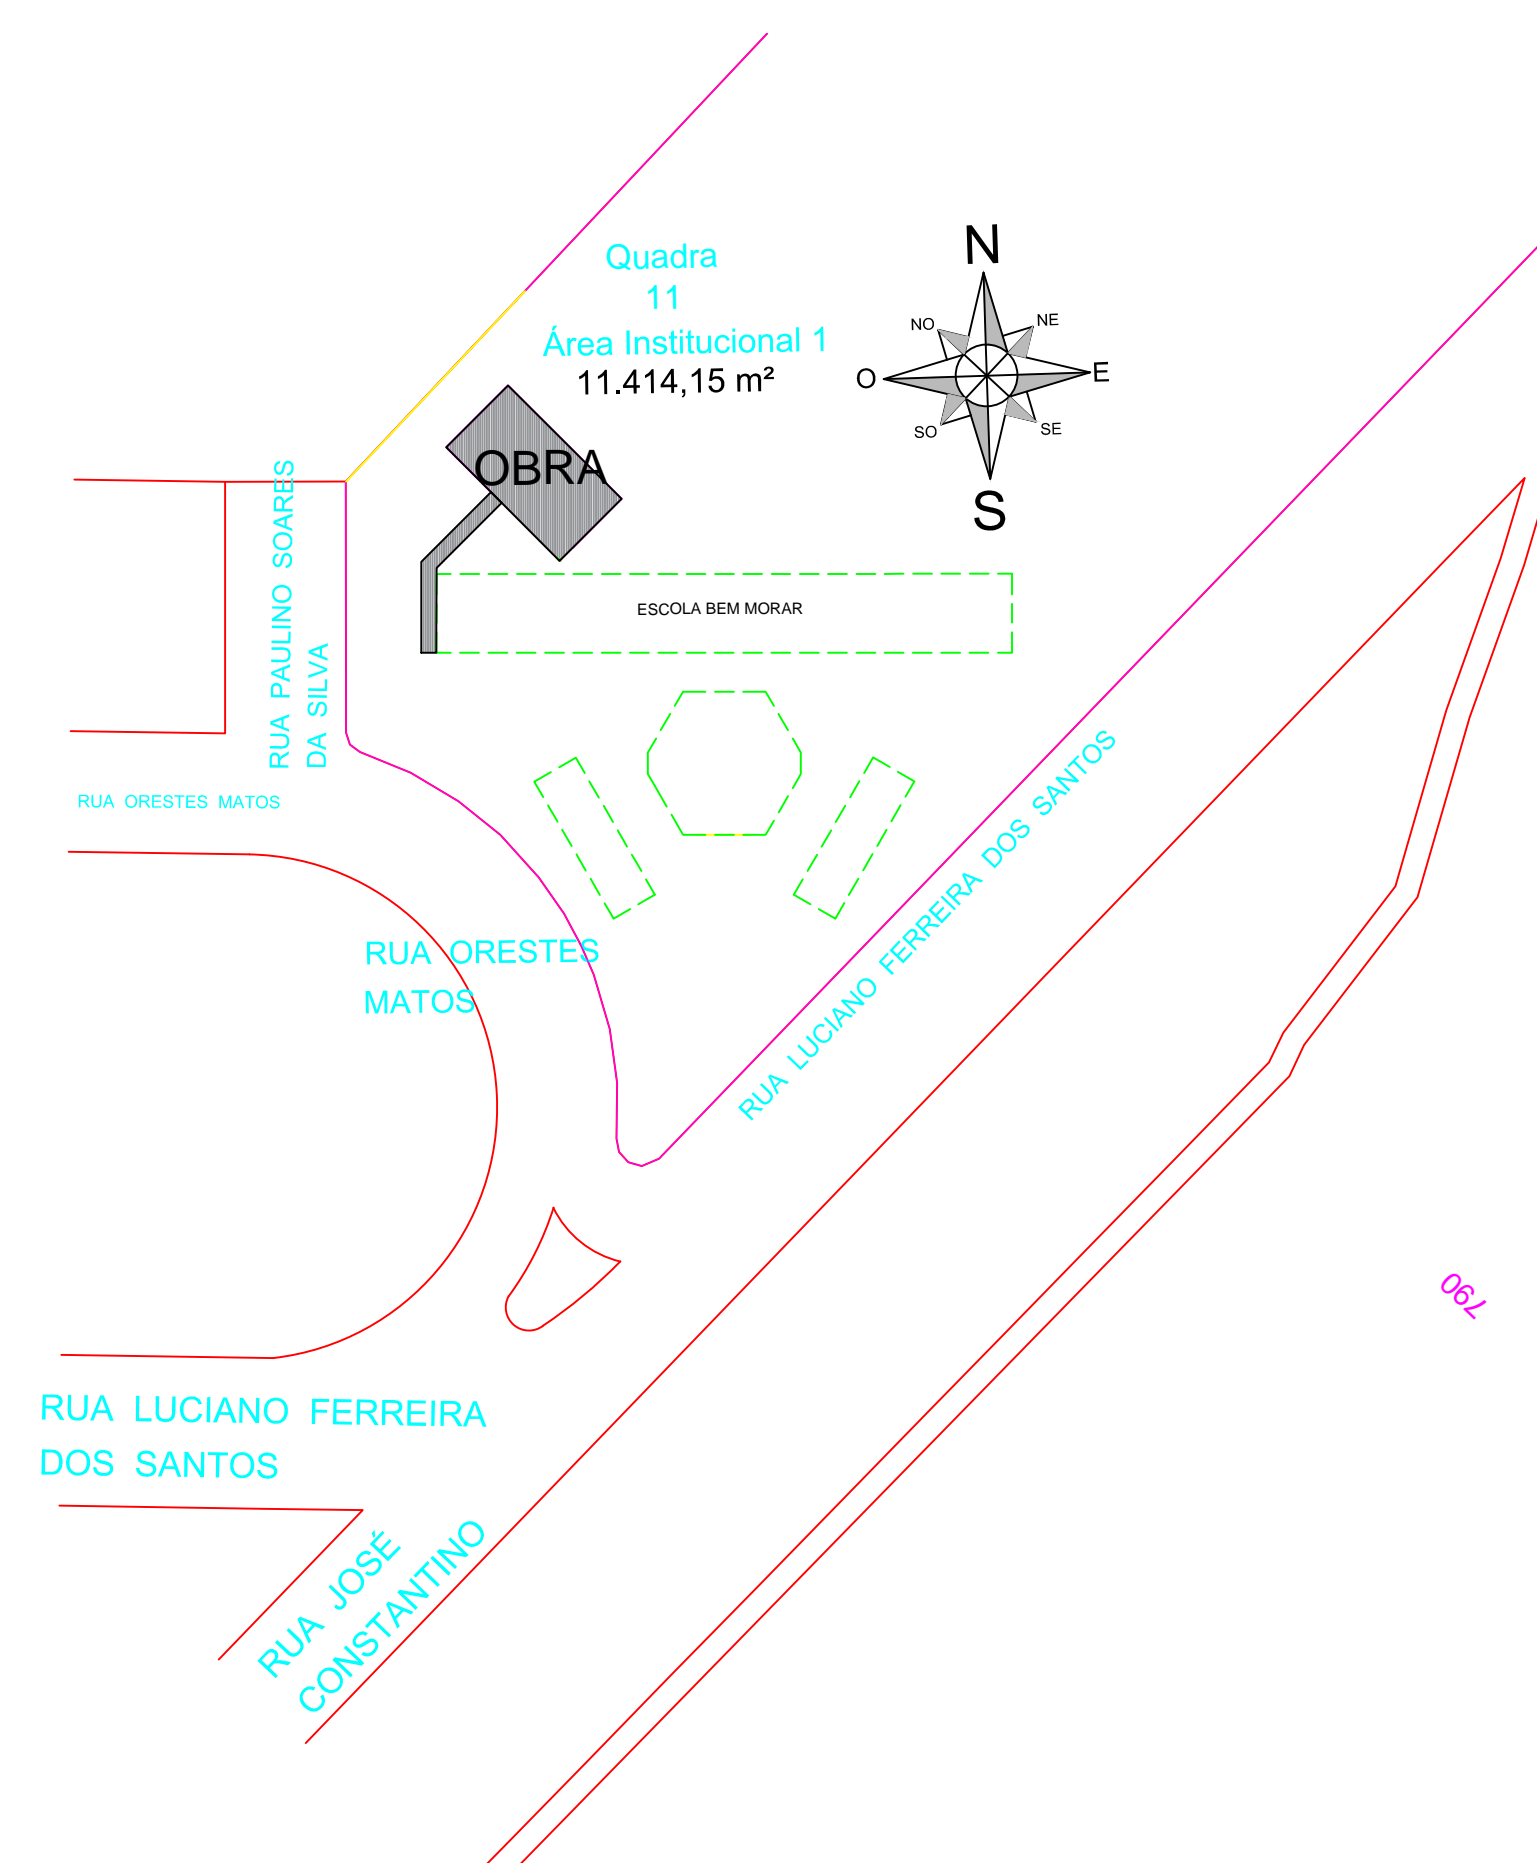 Quadra
11
Área Institucional 1
11.414,15 m²
N
NO
NE
O
E
SO
SE
S
OBRA
RUA PAULINO SOARES
DA SILVA
ESCOLA BEM MORAR
RUA ORESTES MATOS
RUA LUCIANO FERREIRA DOS SANTOS
RUA ORESTES
MATOS
790
RUA LUCIANO FERREIRA
DOS SANTOS
RUA JOSÉ
CONSTANTINO